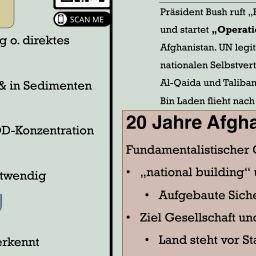 SCAN ME
g o. direktes
& in Sedimenten
D-Konzentration
twendig
erkennt
Präsident Bush ruft
und startet „Operati
Afghanistan. UN legit
nationalen Selbstvert
Al-Qaida und Taliban
Bin Laden flieht nach
20 Jahre Afgha
Fundamentalistischer
• „national building“
• Aufgebaute Siche
• Ziel Gesellschaft und
• Land steht vor Sta